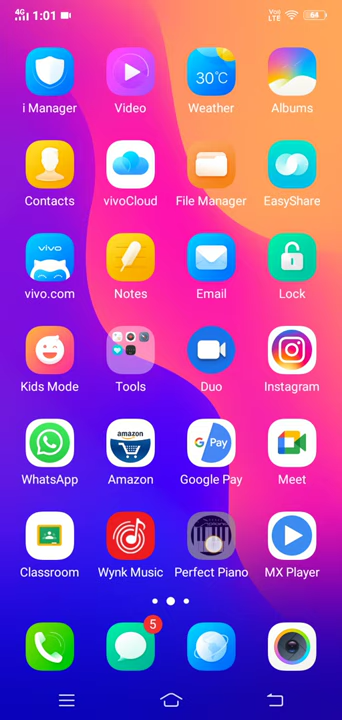 4G 1:01 Vo) LTE 64
i Manager Video Weather Albums
30°C
Contacts vivoCloud File Manager EasyShare
vivo
vivo.com Notes Email Lock
Kids Mode Tools Duo Instagram
amazon
G Pay
WhatsApp Amazon Google Pay Meet
Classroom Wynk Music Perfect Piano MX Player
5